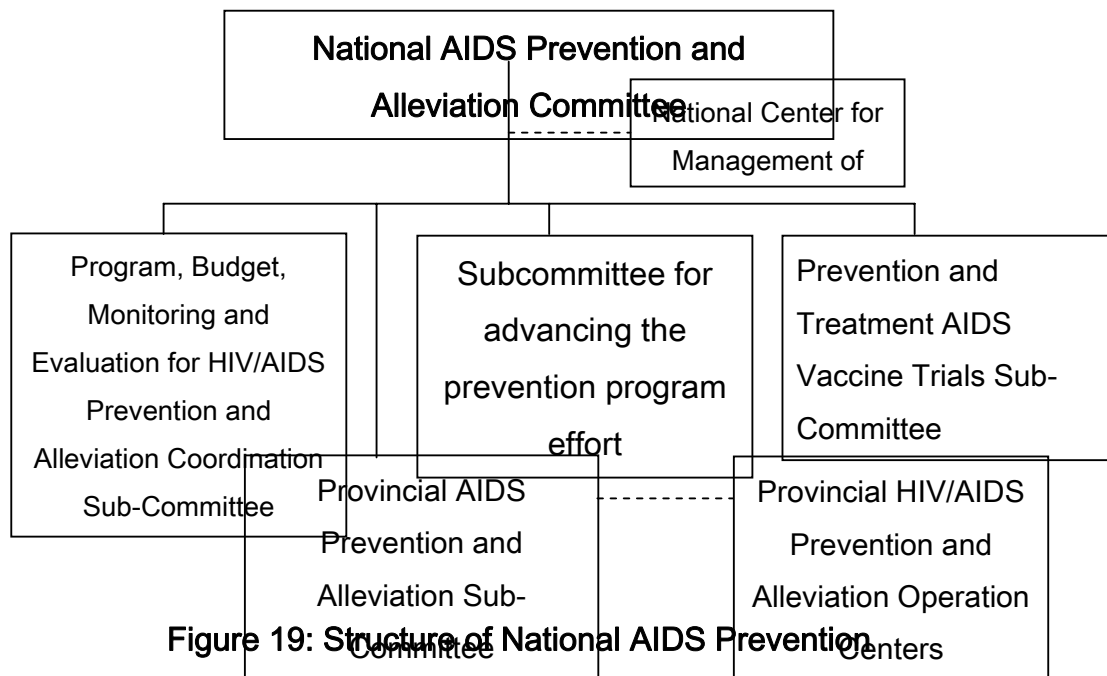 National AIDS Prevention and
Alleviation Committee
National Center for
Management of
Program, Budget,
Monitoring and
Evaluation for HIV/AIDS
Prevention and
Alleviation Coordination
Sub-Committee
Subcommittee for
advancing the
prevention program
effort
Prevention and
Treatment AIDS
Vaccine Trials Sub-
Committee
Provincial AIDS
Prevention and
Alleviation Sub-
Committee
Provincial HIV/AIDS
Prevention and
Alleviation Operation
Centers
Figure 19: Structure of National AIDS Prevention